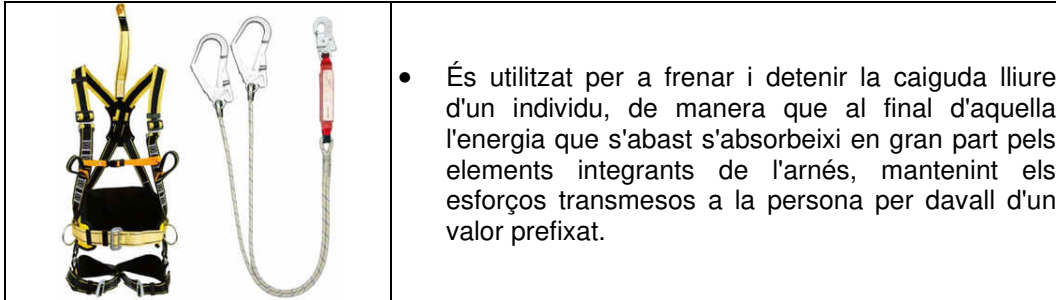 • És utilitzat per a frenar i detenir la caiguda lliure
d'un individu, de manera que al final d'aquella
l'energia que s'abast s'absorbeixi en gran part pels
elements integrants de l'arnés, mantenint els
esforços transmesos a la persona per davall d'un
valor prefixat.